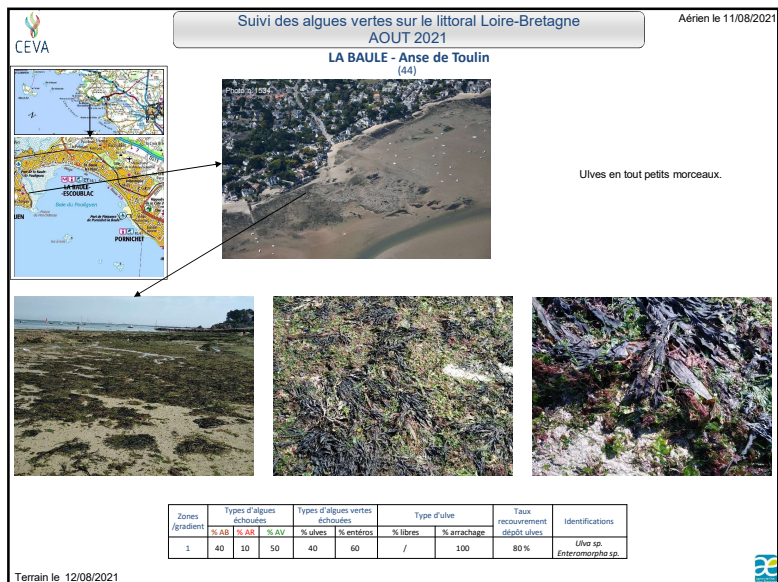 CEVA
Suivi des algues vertes sur le littoral Loire-Bretagne
AOUT 2021
Aérien le 11/08/2021
LA BAULE - Anse de Toulin
(44)
Photo n°1534
LA BAULE-
ESCOUBLAC
Baie du Pouliguen
PORNICHET
Ulves en tout petits morceaux.
Zones
/gradient
Types d'algues
échouées
Types d'algues vertes
échouées
Type d'ulve
Taux
recouvrement
dépôt ulves
Identifications
% AB % AR % AV % ulves % entéros % libres % arrachage
1 40 10 50 40 60 / 100 80 % Ulva sp.
Enteromorpha sp.
Terrain le 12/08/2021